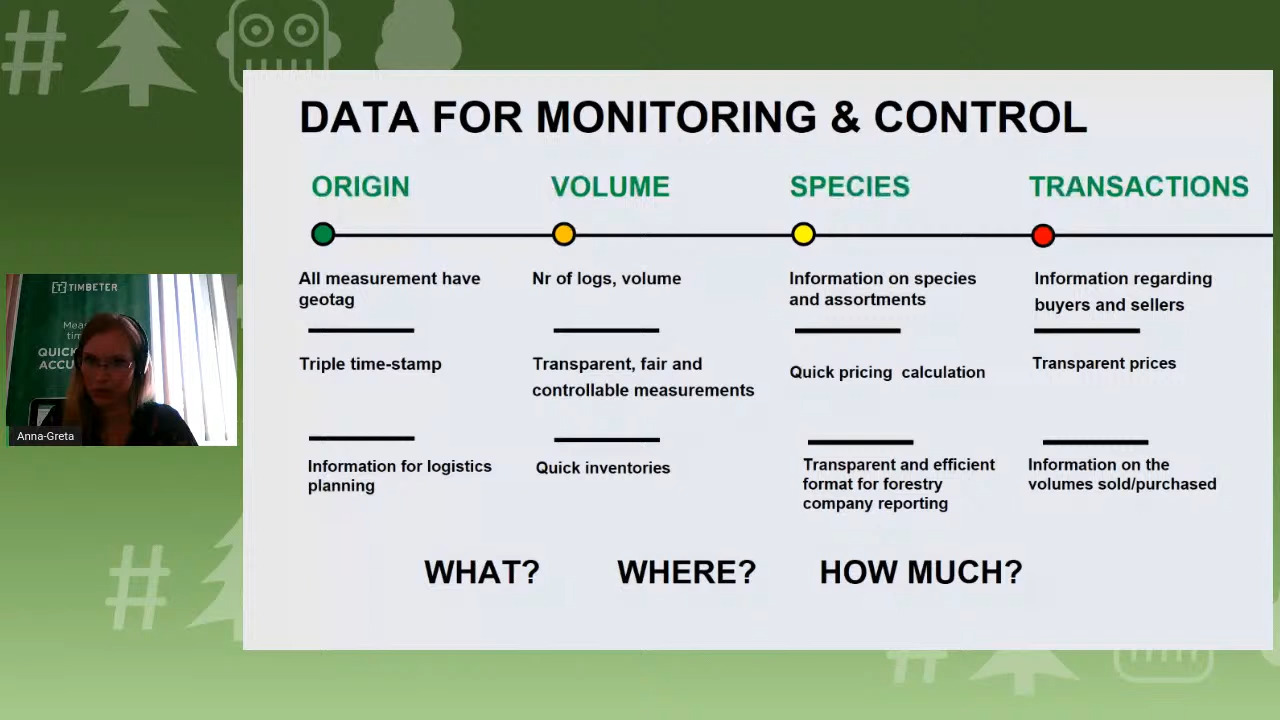 DATA FOR MONITORING & CONTROL
ORIGIN
All measurement have
geotag
Triple time-stamp
Information for logistics
planning
VOLUME
Nr of logs, volume
Transparent, fair and
controllable measurements
Quick inventories
SPECIES
Information on species
and assortments
Quick pricing calculation
Transparent and efficient
format for forestry
company reporting
TRANSACTIONS
Information regarding
buyers and sellers
Transparent prices
Information on the
volumes sold/purchased
WHAT? WHERE? HOW MUCH?
TIMBETER
QUICK
Anna-Greta
# # #